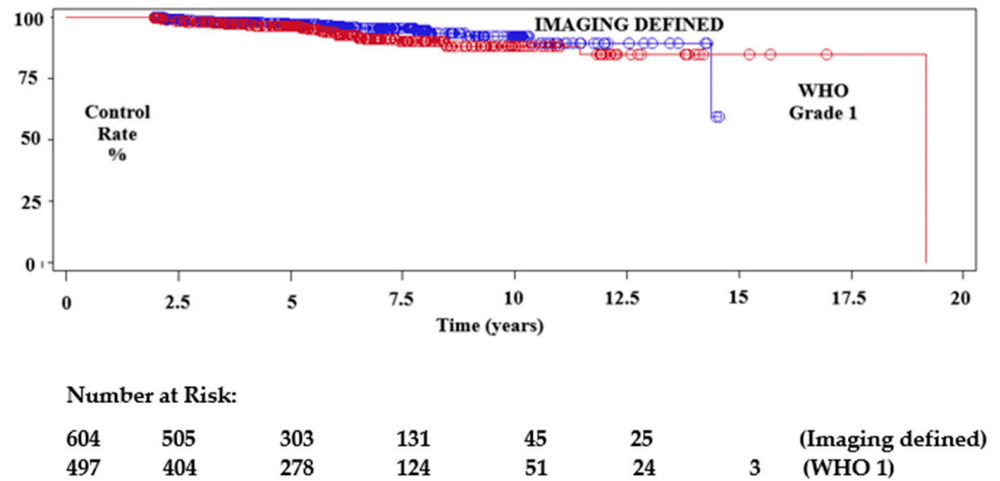 100
IMAGING DEFINED
75
WHO
Grade 1
Control
Rate
%
50
25
0
0 2.5 5 7.5 10 12.5 15 17.5 20
Time (years)
Number at Risk:
604 505 303 131 45 25 (Imaging defined)
497 404 278 124 51 24 3 (WHO 1)